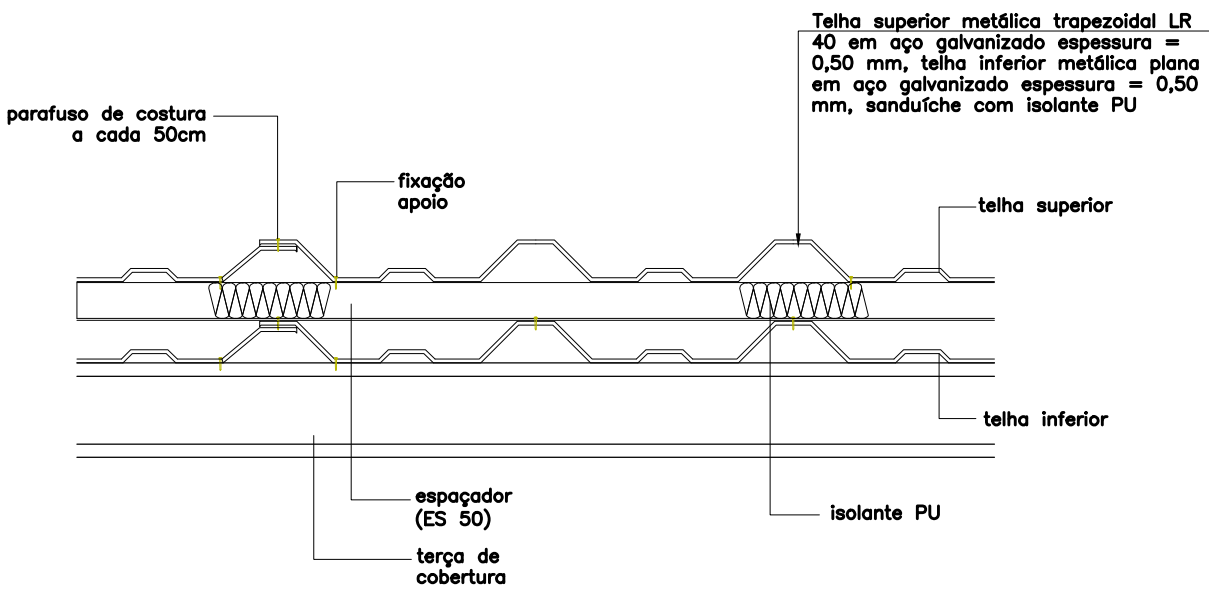 Telha superior metálica trapezoidal LR
40 em aço galvanizado espessura =
0,50 mm, telha inferior metálica plana
em aço galvanizado espessura = 0,50
mm, sanduíche com isolante PU
parafuso de costura
a cada 50cm
fixação
apoio
telha superior
telha inferior
espaçador
(ES 50)
isolante PU
terça de
cobertura